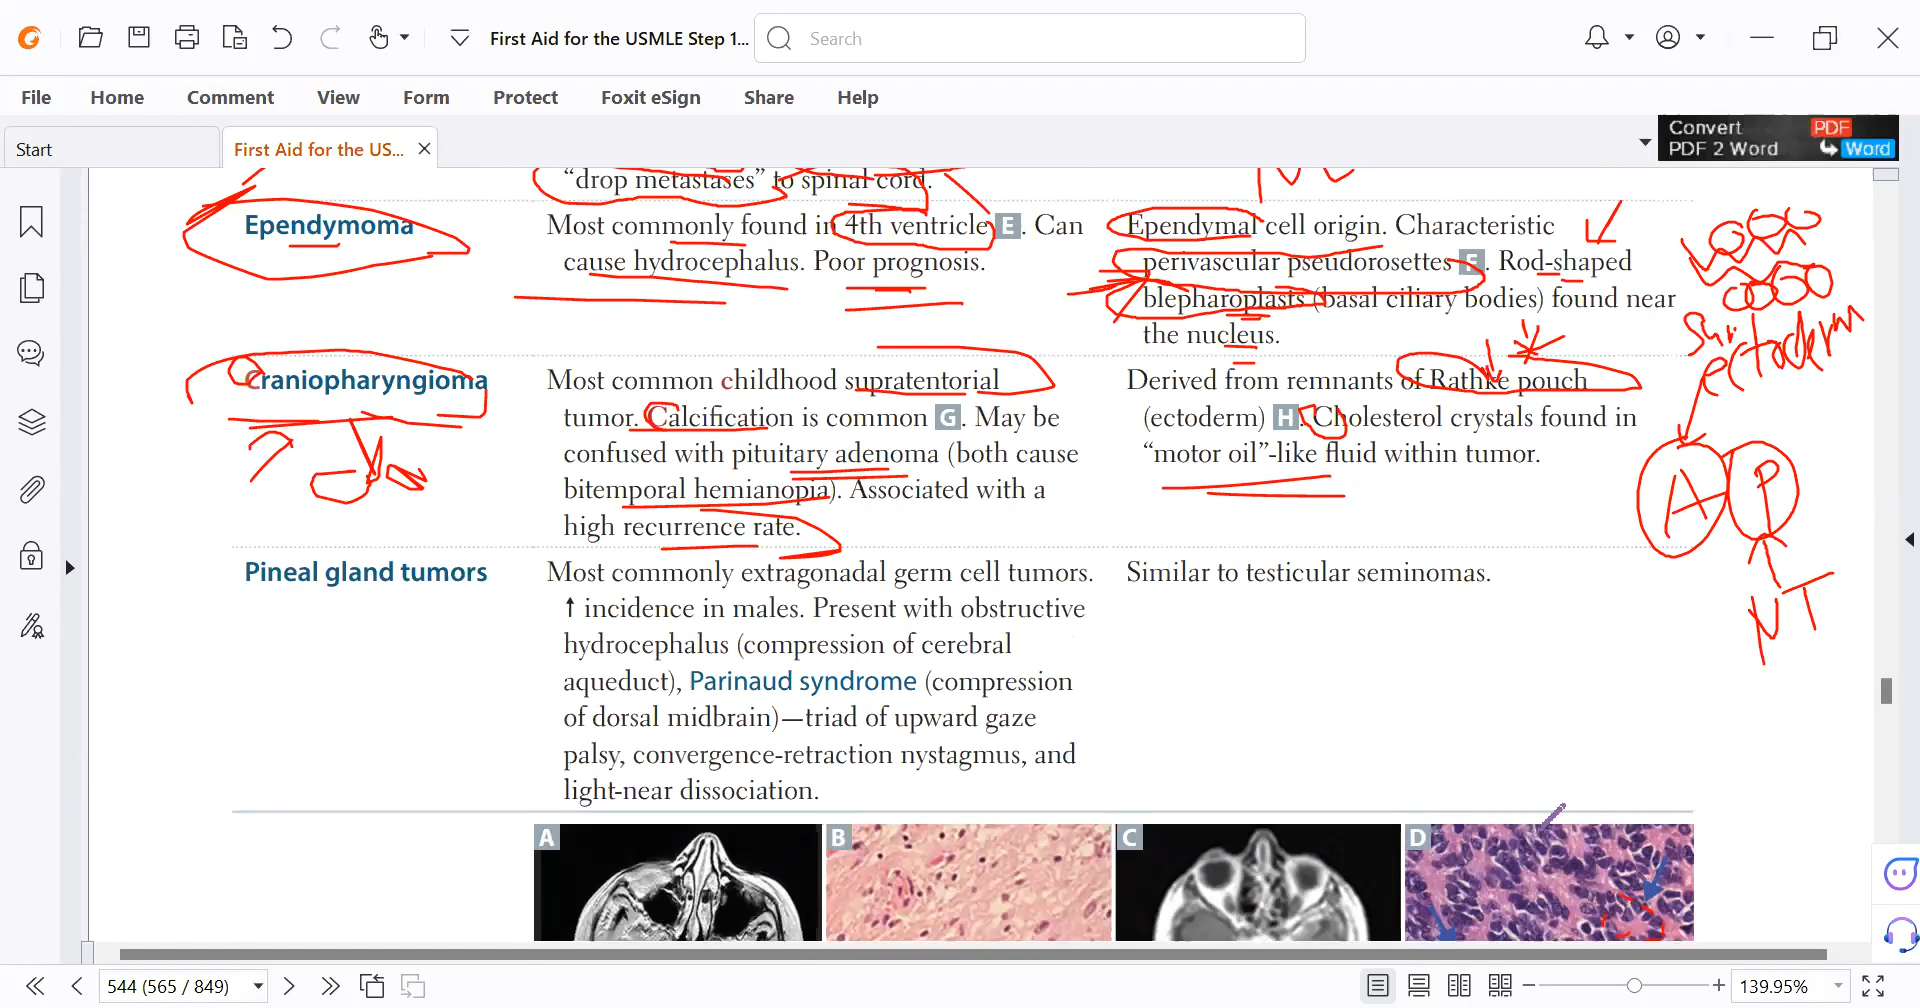 First Aid for the USMLE Step 1...
Search
File Home Comment View Form Protect Foxit eSign Share Help
Start
First Aid for the US...
Convert PDF
PDF 2 Word Word
“drop metastases” to spinal cord.
Ependymoma
Most commonly found in 4th ventricle E. Can
cause hydrocephalus. Poor prognosis.
Ependymal cell origin. Characteristic
perivascular pseudorosettes F. Rod-shaped
blepharoplasts (basal ciliary bodies) found near
the nucleus.
Sur
ectoderm
Craniopharyngioma
Most common childhood supratentorial
tumor. Calcification is common G. May be
confused with pituitary adenoma (both cause
bitemporal hemianopia). Associated with a
high recurrence rate.
Derived from remnants of Rathke pouch
(ectoderm) H. Cholesterol crystals found in
“motor oil”-like fluid within tumor.
A P
NT
Pineal gland tumors
Most commonly extragonadal germ cell tumors.
↑ incidence in males. Present with obstructive
hydrocephalus (compression of cerebral
aqueduct), Parinaud syndrome (compression
of dorsal midbrain)—triad of upward gaze
palsy, convergence-retraction nystagmus, and
light-near dissociation.
Similar to testicular seminomas.
A B C D
544 (565 / 849)
139.95%